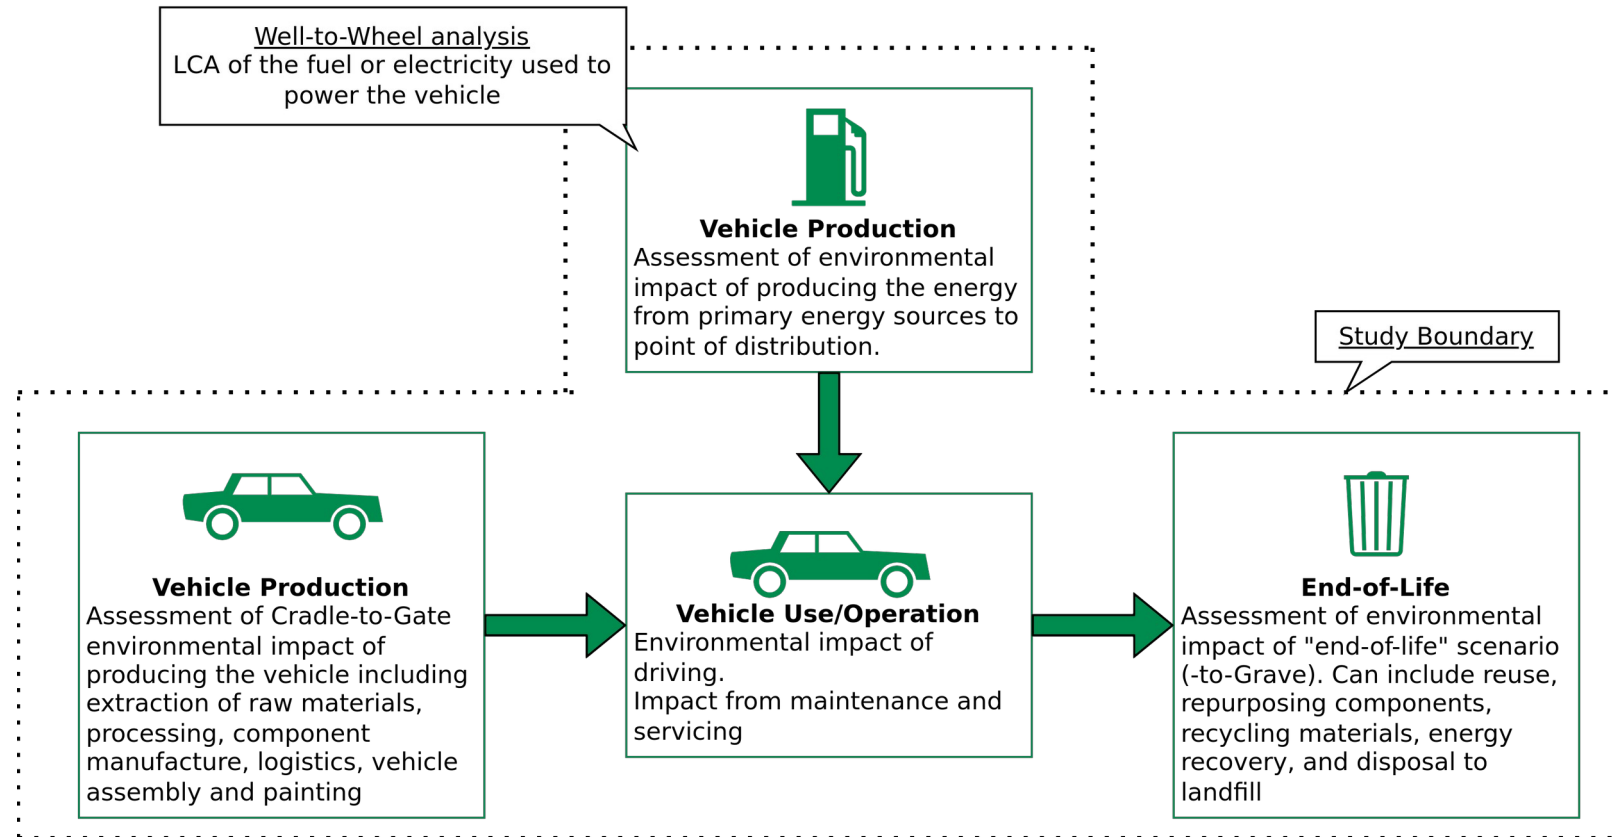 Well-to-Wheel analysis
LCA of the fuel or electricity used to
power the vehicle
Vehicle Production
Assessment of environmental
impact of producing the energy
from primary energy sources to
point of distribution.
Study Boundary
Vehicle Production
Assessment of Cradle-to-Gate
environmental impact of
producing the vehicle including
extraction of raw materials,
processing, component
manufacture, logistics, vehicle
assembly and painting
Vehicle Use/Operation
Environmental impact of
driving.
Impact from maintenance and
servicing
End-of-Life
Assessment of environmental
impact of "end-of-life" scenario
(-to-Grave). Can include reuse,
repurposing components,
recycling materials, energy
recovery, and disposal to
landfill